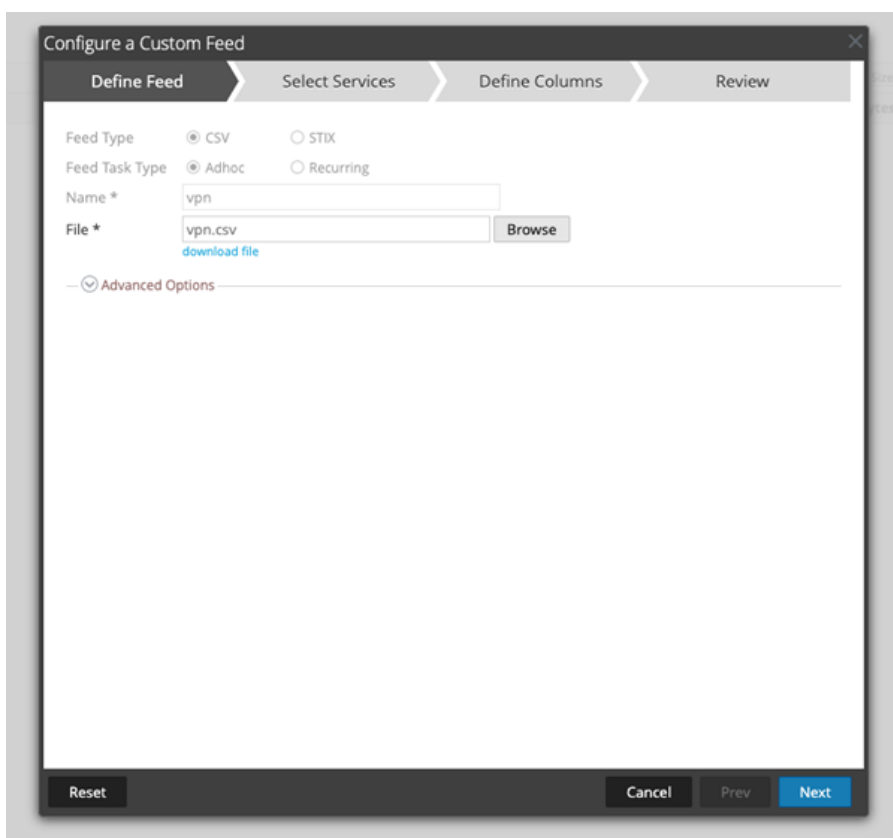 Configure a Custom Feed
Define Feed Select Services Define Columns Review
Feed Type CSV STIX
Feed Task Type Adhoc Recurring
Name * vpn
File * vpn.csv Browse
download file
Advanced Options
Reset Cancel Prev Next